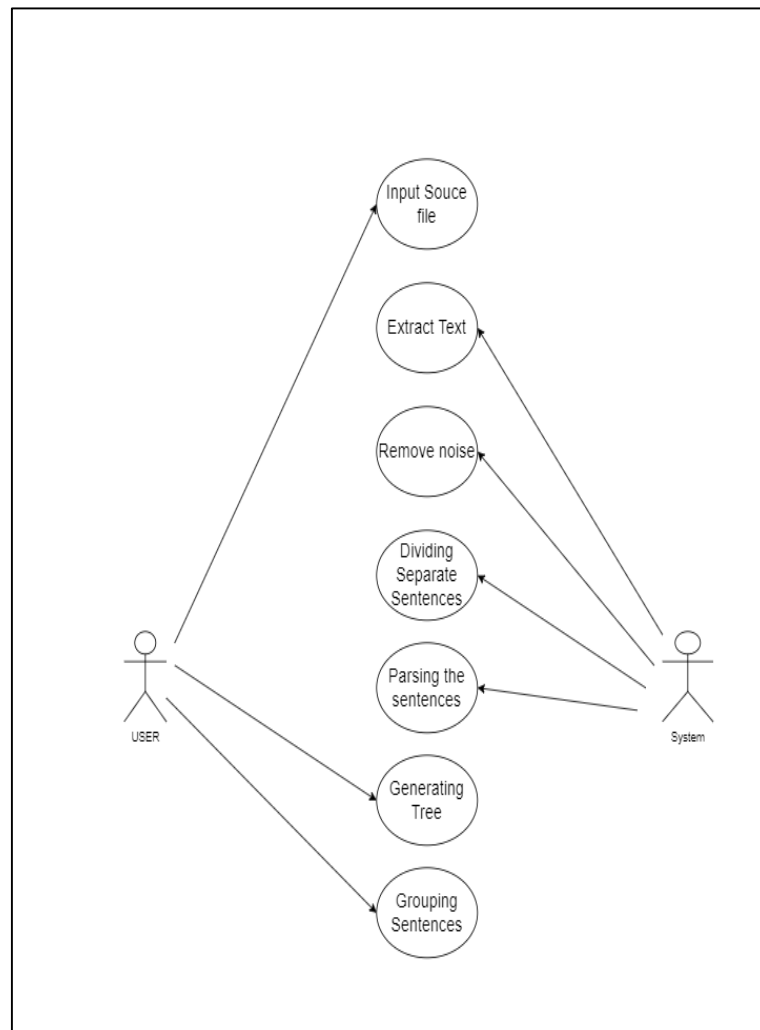 Input Souce
file
Extract Text
Remove noise
Dividing
Separate
Sentences
Parsing the
sentences
USER
System
Generating
Tree
Grouping
Sentences